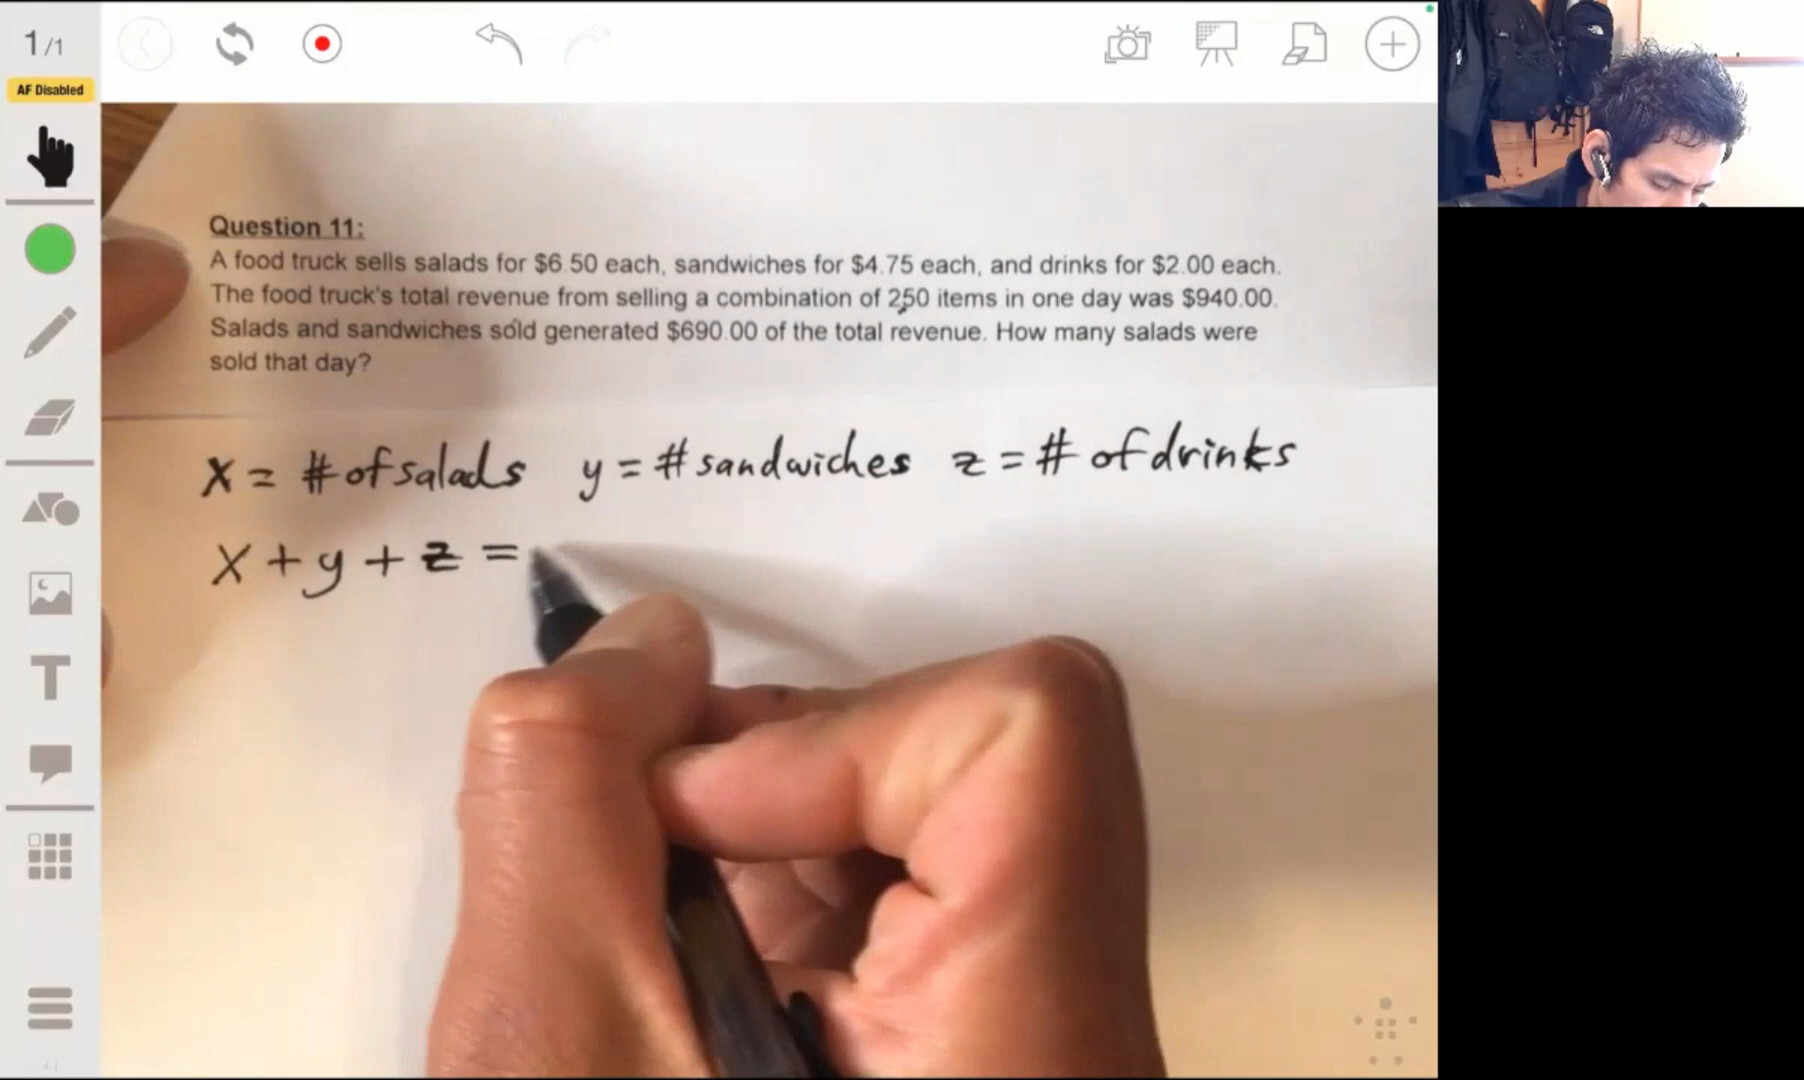 1/1
AF Disabled
Question 11:
A food truck sells salads for $6.50 each, sandwiches for $4.75 each, and drinks for $2.00 each.
The food truck's total revenue from selling a combination of 250 items in one day was $940.00.
Salads and sandwiches sold generated $690.00 of the total revenue. How many salads were
sold that day?
x = # of salads y = # sandwiches z = # of drinks
x + y + z =
T
4.1